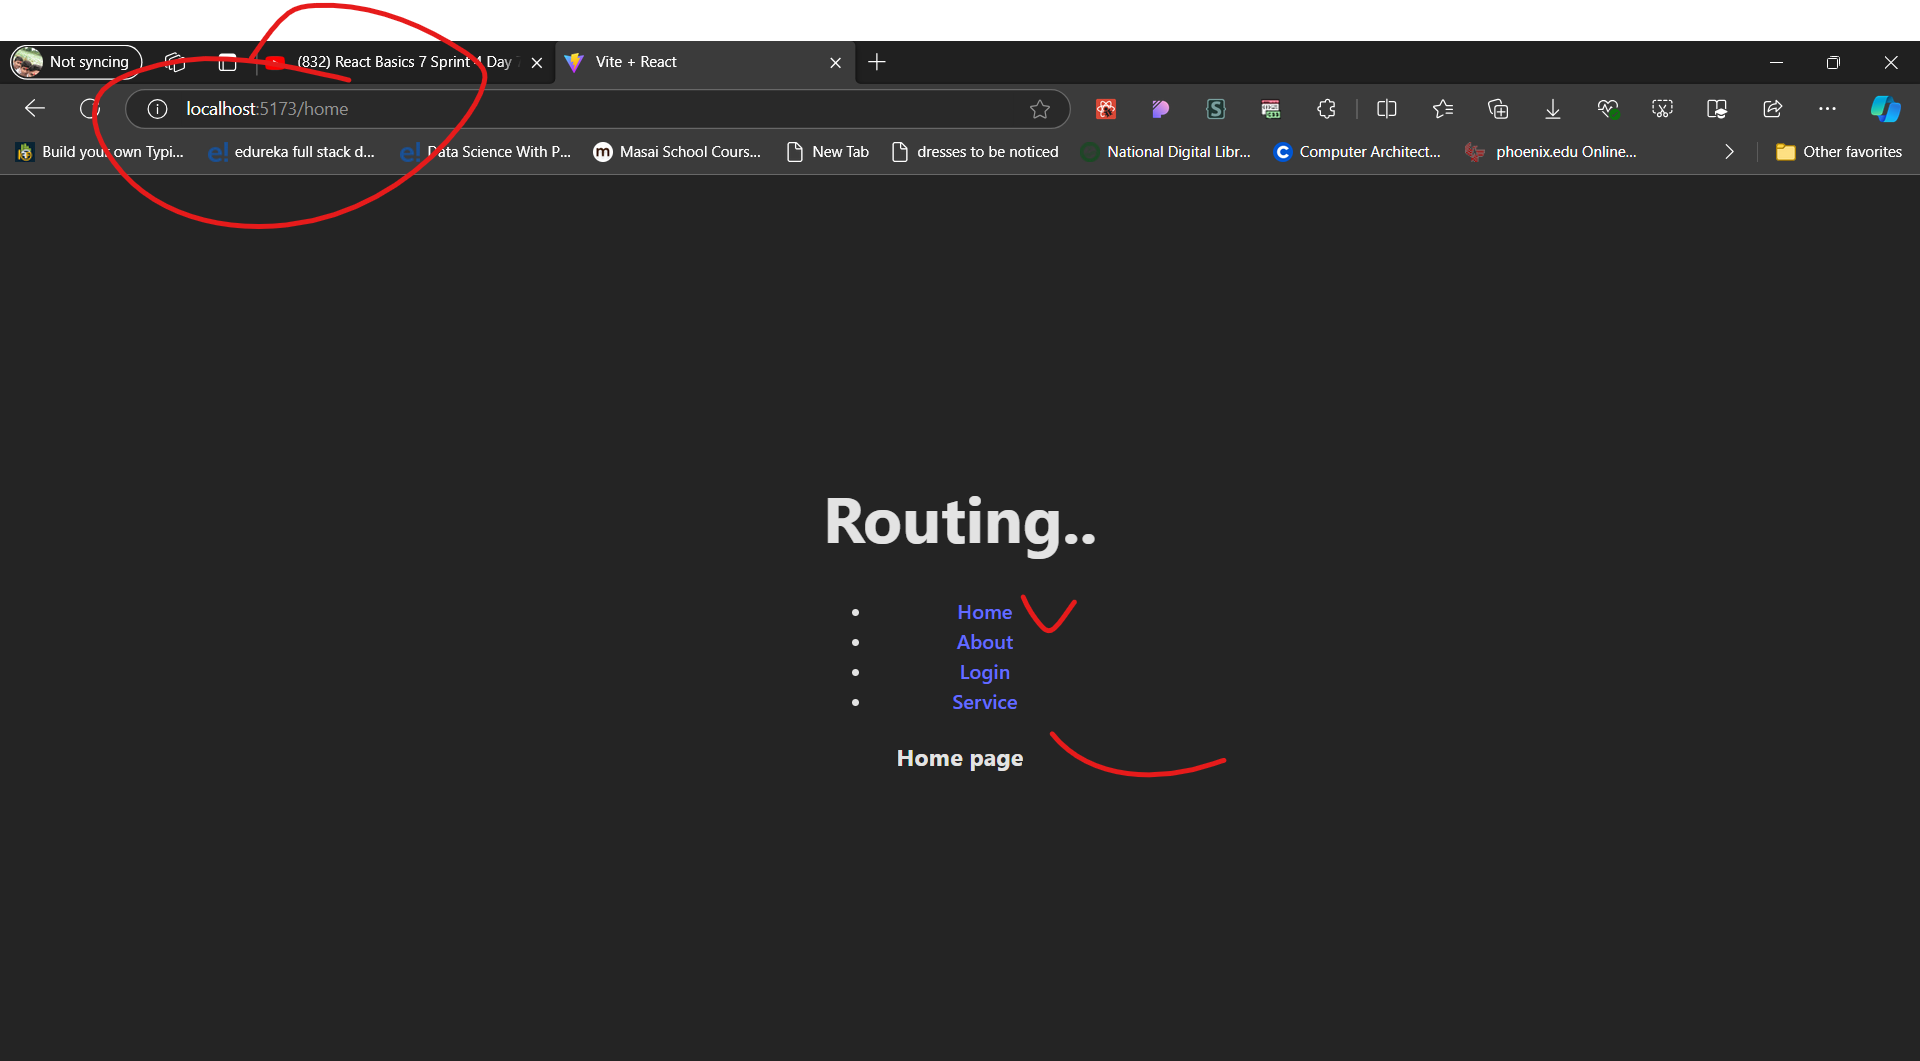 Not syncing
(832) React Basics 7 Sprint 4 Day 7
Vite + React
localhost:5173/home
Build your own Typi...
edureka full stack d...
Data Science With P...
Masai School Cours...
New Tab
dresses to be noticed
National Digital Libr...
Computer Architect...
phoenix.edu Online...
Other favorites
Routing..
Home
About
Login
Service
Home page